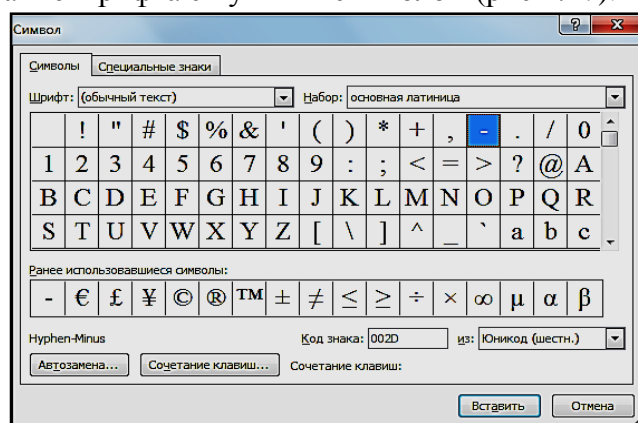 Символ
Символы Специальные знаки
Шрифт: (обычный текст) Набор: основная латиница
! " # $ % & ' ( ) * + , - . / 0
1 2 3 4 5 6 7 8 9 : ; < = > ? @ A
B C D E F G H I J K L M N O P Q R
S T U V W X Y Z [ \ ] ^ _ ` a b c
Ранее использовавшиеся символы:
- € £ ¥ © ® ™ ± ≠ ≤ ≥ ÷ × ∞ µ α β
Hyphen-Minus Код знака: 002D из: Юникод (шестн.)
Автозамена... Сочетание клавиш... Сочетание клавиш:
Вставить Отмена